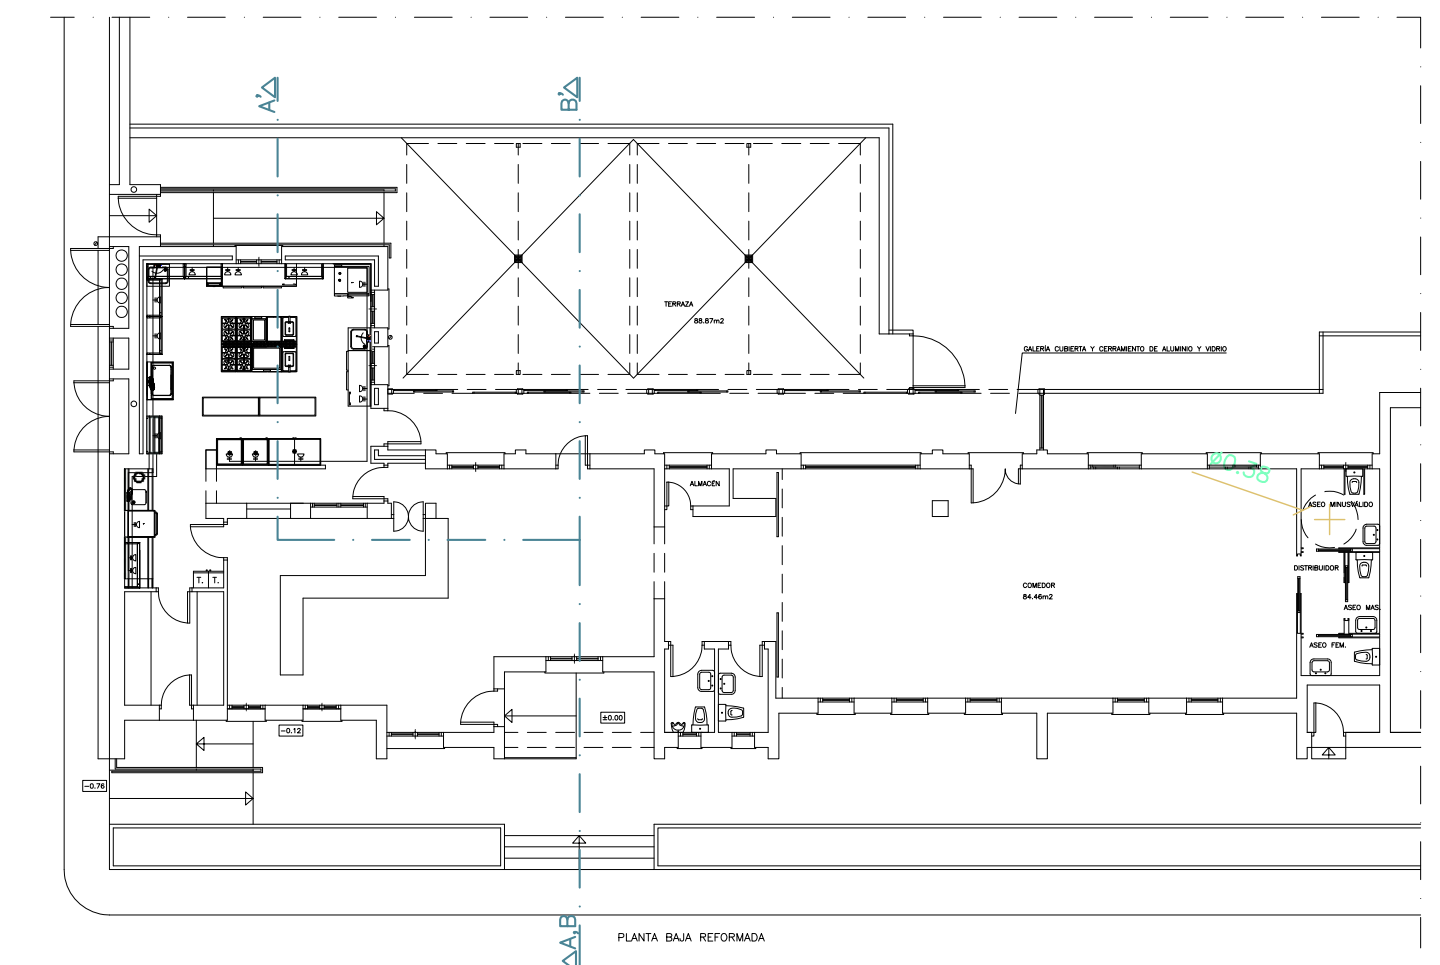 A'
B'
TERRAZA
88.87m2
GALERÍA CUBIERTA Y CERRAMIENTO DE ALUMINIO Y VIDRIO
ø0.38
ALMACÉN
ASEO MINUSVÁLIDO
DISTRIBUIDOR
T. T.
COMEDOR
84.46m2
ASEO MAS.
ASEO FEM.
±0.00
-0.12
-0.76
A,B
PLANTA BAJA REFORMADA